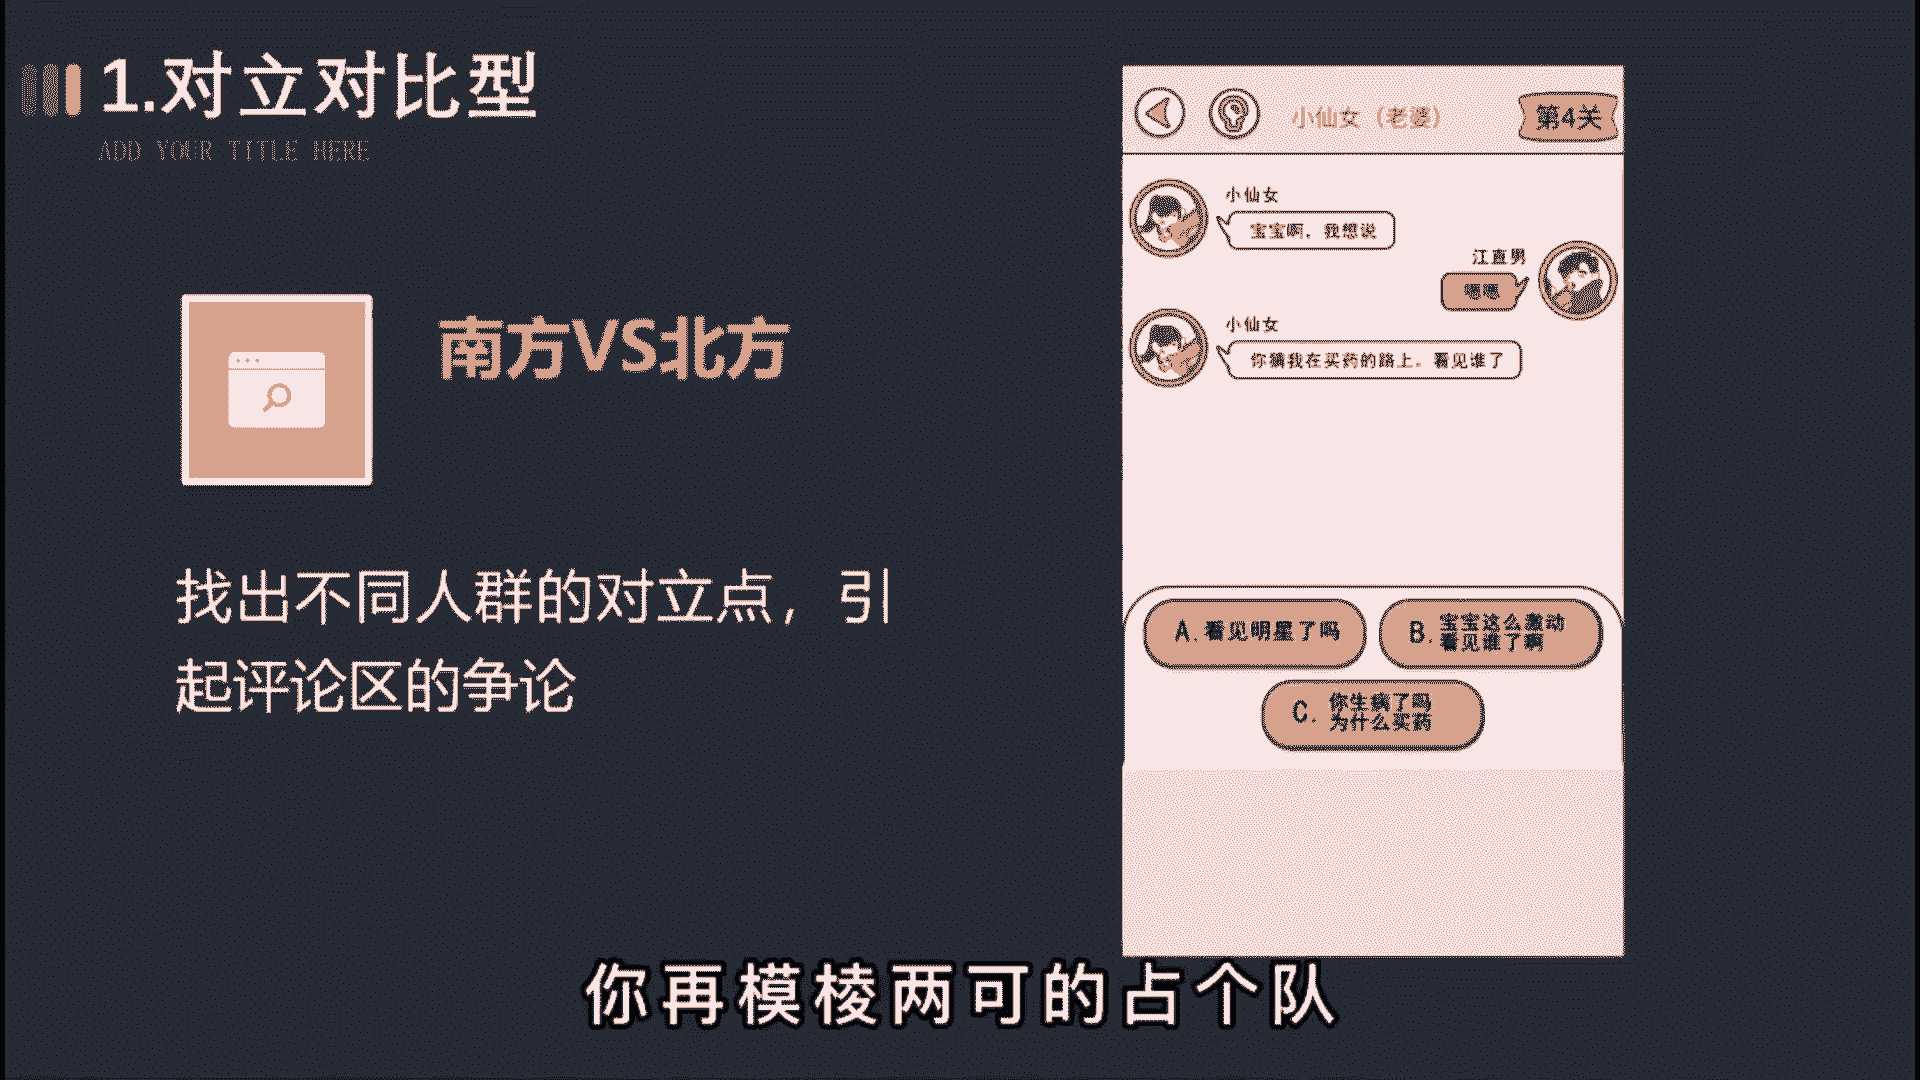 1.对立对比型
ADD YOUR TITLE HERE
南方VS北方
找出不同人群的对立点，引
起评论区的争论
小仙女（老婆）
第4关
小仙女
宝宝啊，我想说
江直男
嗯嗯
小仙女
你猜我在买药的路上，看见谁了
A.看见明星了吗
B.宝宝这么激动
看见谁了啊
C.你生病了吗
为什么买药
你再模棱两可的占个队